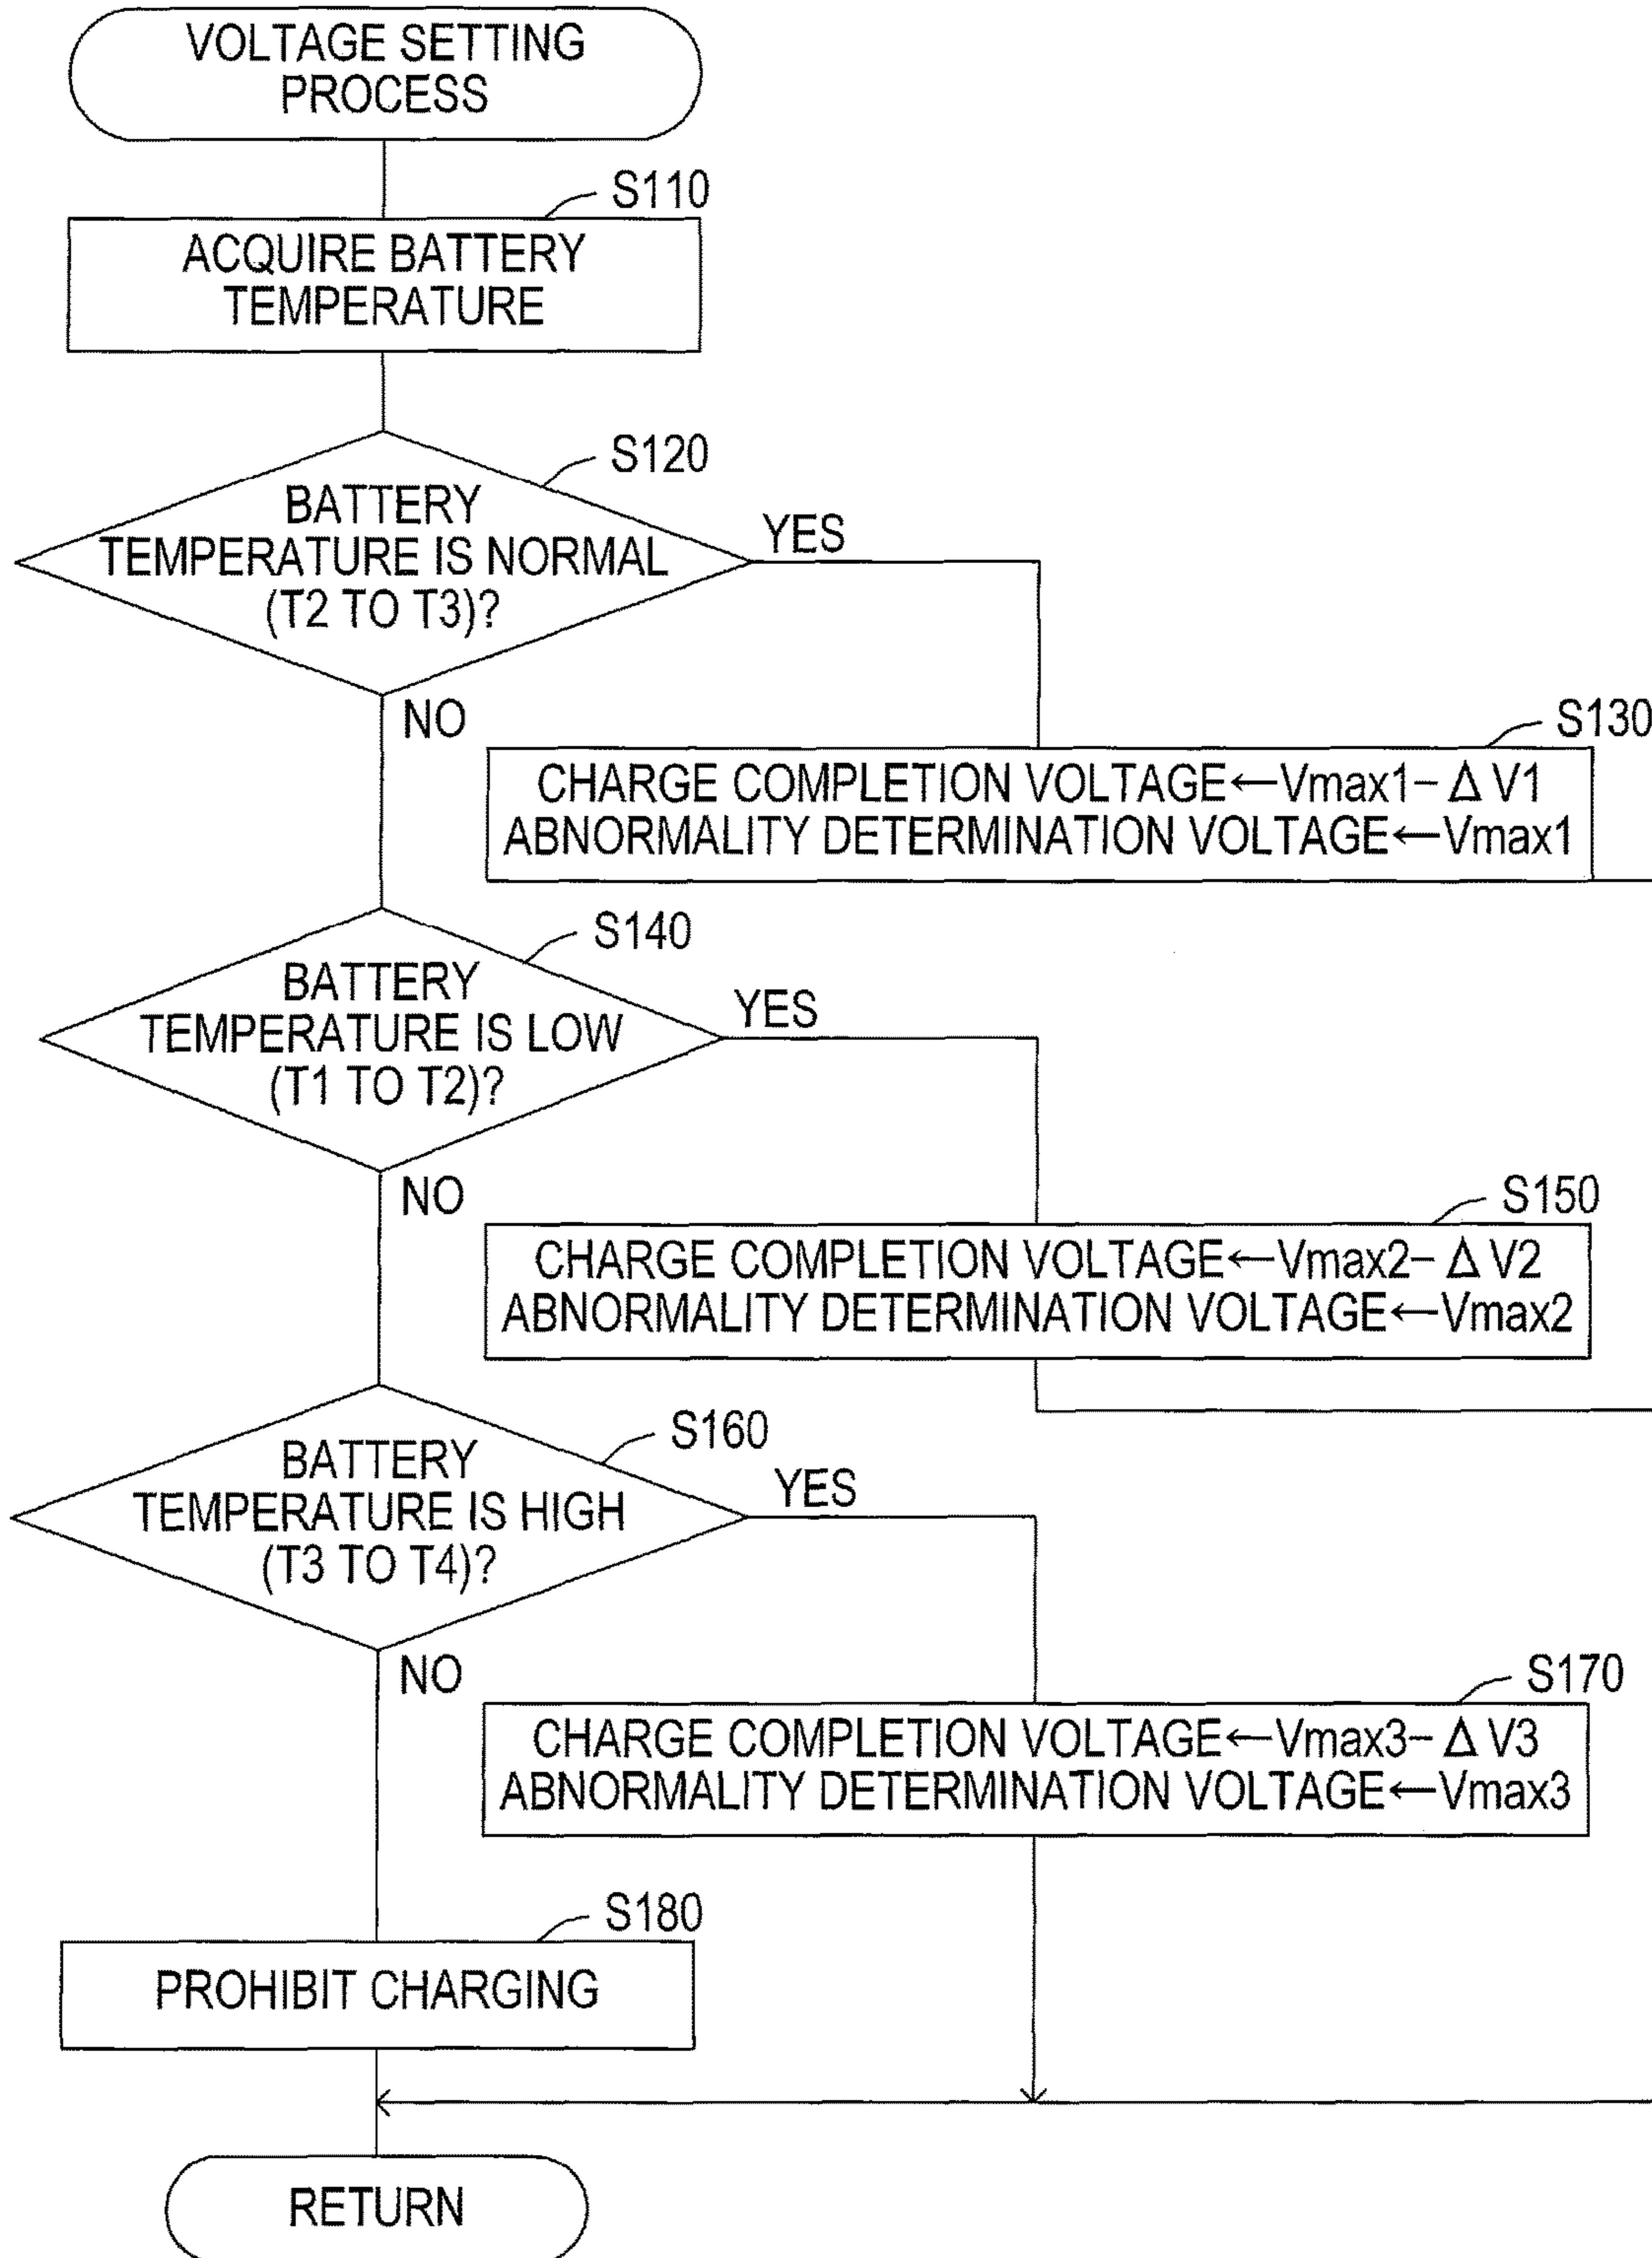 VOLTAGE SETTING
PROCESS
S110
ACQUIRE BATTERY
TEMPERATURE
S120
BATTERY
TEMPERATURE IS NORMAL
(T2 TO T3)?
YES
NO
S130
CHARGE COMPLETION VOLTAGE←Vmax1−Δ V1
ABNORMALITY DETERMINATION VOLTAGE←Vmax1
S140
BATTERY
TEMPERATURE IS LOW
(T1 TO T2)?
YES
NO
S150
CHARGE COMPLETION VOLTAGE←Vmax2−Δ V2
ABNORMALITY DETERMINATION VOLTAGE←Vmax2
S160
BATTERY
TEMPERATURE IS HIGH
(T3 TO T4)?
YES
NO
S170
CHARGE COMPLETION VOLTAGE←Vmax3−Δ V3
ABNORMALITY DETERMINATION VOLTAGE←Vmax3
S180
PROHIBIT CHARGING
RETURN